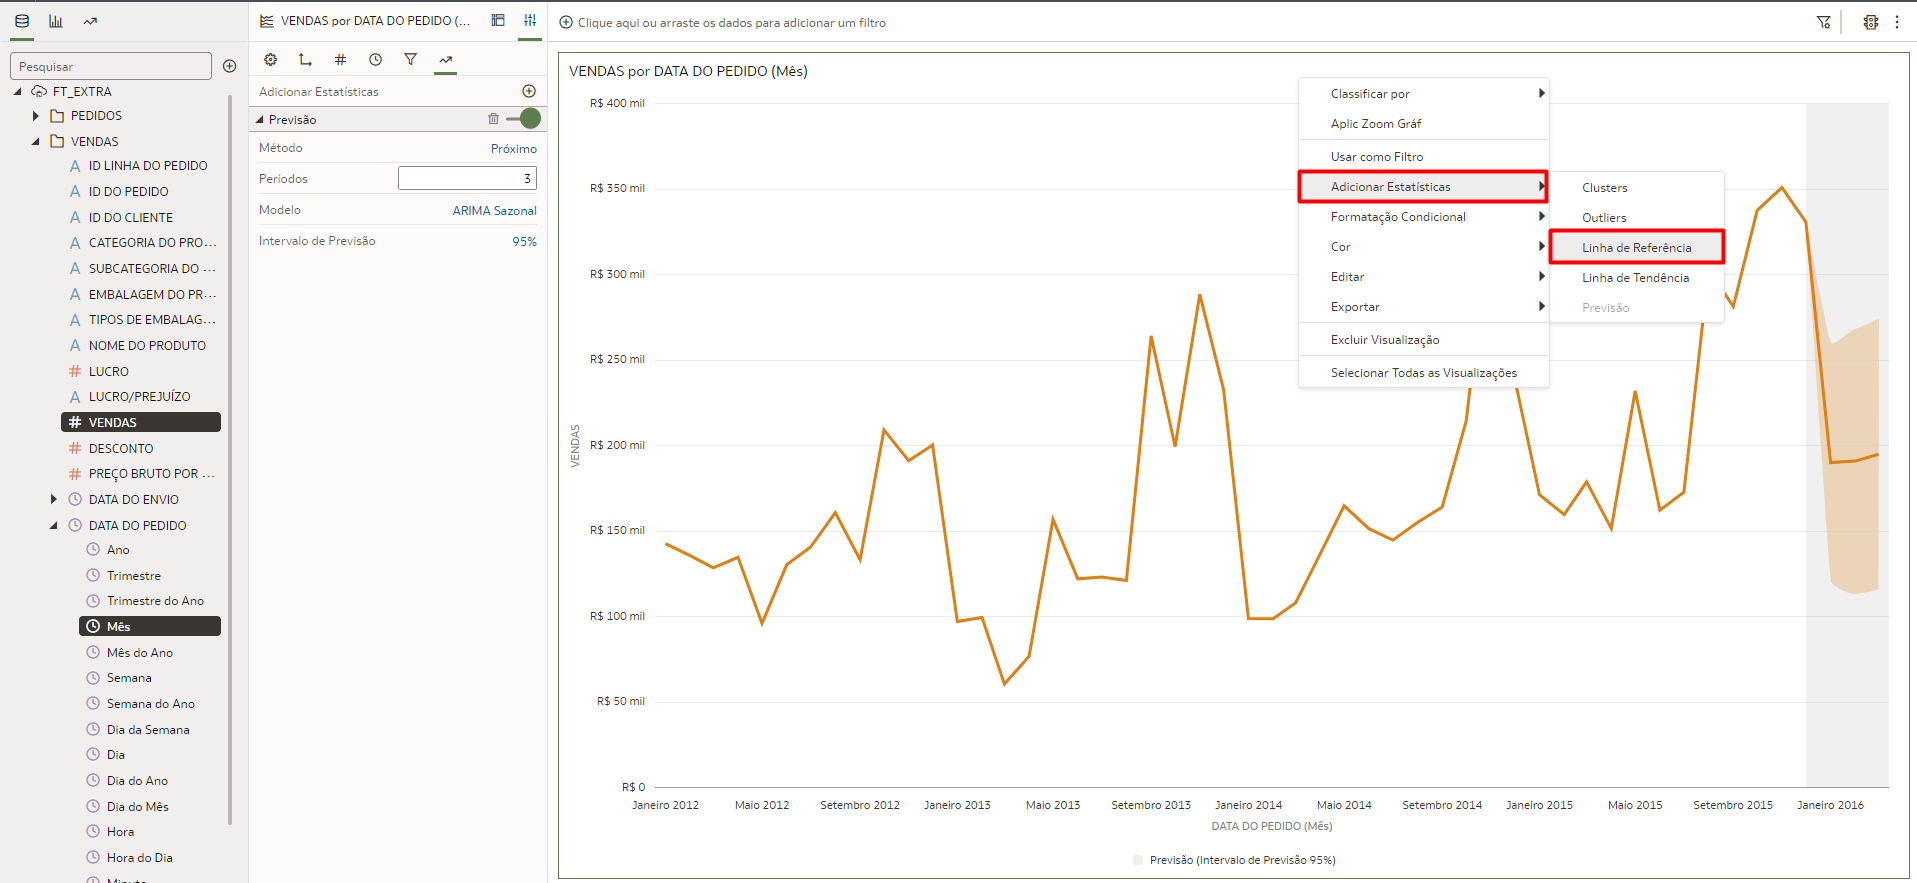 Pesquisar
FT_EXTRA
PEDIDOS
VENDAS
ID LINHA DO PEDIDO
ID DO PEDIDO
ID DO CLIENTE
CATEGORIA DO PRO...
SUBCATEGORIA DO ...
EMBALAGEM DO PR...
TIPOS DE EMBALAG...
NOME DO PRODUTO
LUCRO
LUCRO/PREJUÍZO
VENDAS
DESCONTO
PREÇO BRUTO POR ...
DATA DO ENVIO
DATA DO PEDIDO
Ano
Trimestre
Trimestre do Ano
Mês
Mês do Ano
Semana
Semana do Ano
Dia da Semana
Dia
Dia do Ano
Dia do Mês
Hora
Hora do Dia
VENDAS por DATA DO PEDIDO (...
Adicionar Estatísticas
Previsão
Método Próximo
Períodos 3
Modelo ARIMA Sazonal
Intervalo de Previsão 95%
Clique aqui ou arraste os dados para adicionar um filtro
VENDAS por DATA DO PEDIDO (Mês)
R$ 400 mil
R$ 350 mil
R$ 300 mil
R$ 250 mil
R$ 200 mil
R$ 150 mil
R$ 100 mil
R$ 50 mil
R$ 0
VENDAS
Classificar por
Aplic Zoom Gráf
Usar como Filtro
Adicionar Estatísticas
Formatação Condicional
Cor
Editar
Exportar
Excluir Visualização
Selecionar Todas as Visualizações
Clusters
Outliers
Linha de Referência
Linha de Tendência
Previsão
Janeiro 2012 Maio 2012 Setembro 2012 Janeiro 2013 Maio 2013 Setembro 2013 Janeiro 2014 Maio 2014 Setembro 2014 Janeiro 2015 Maio 2015 Setembro 2015 Janeiro 2016
DATA DO PEDIDO (Mês)
Previsão (Intervalo de Previsão 95%)